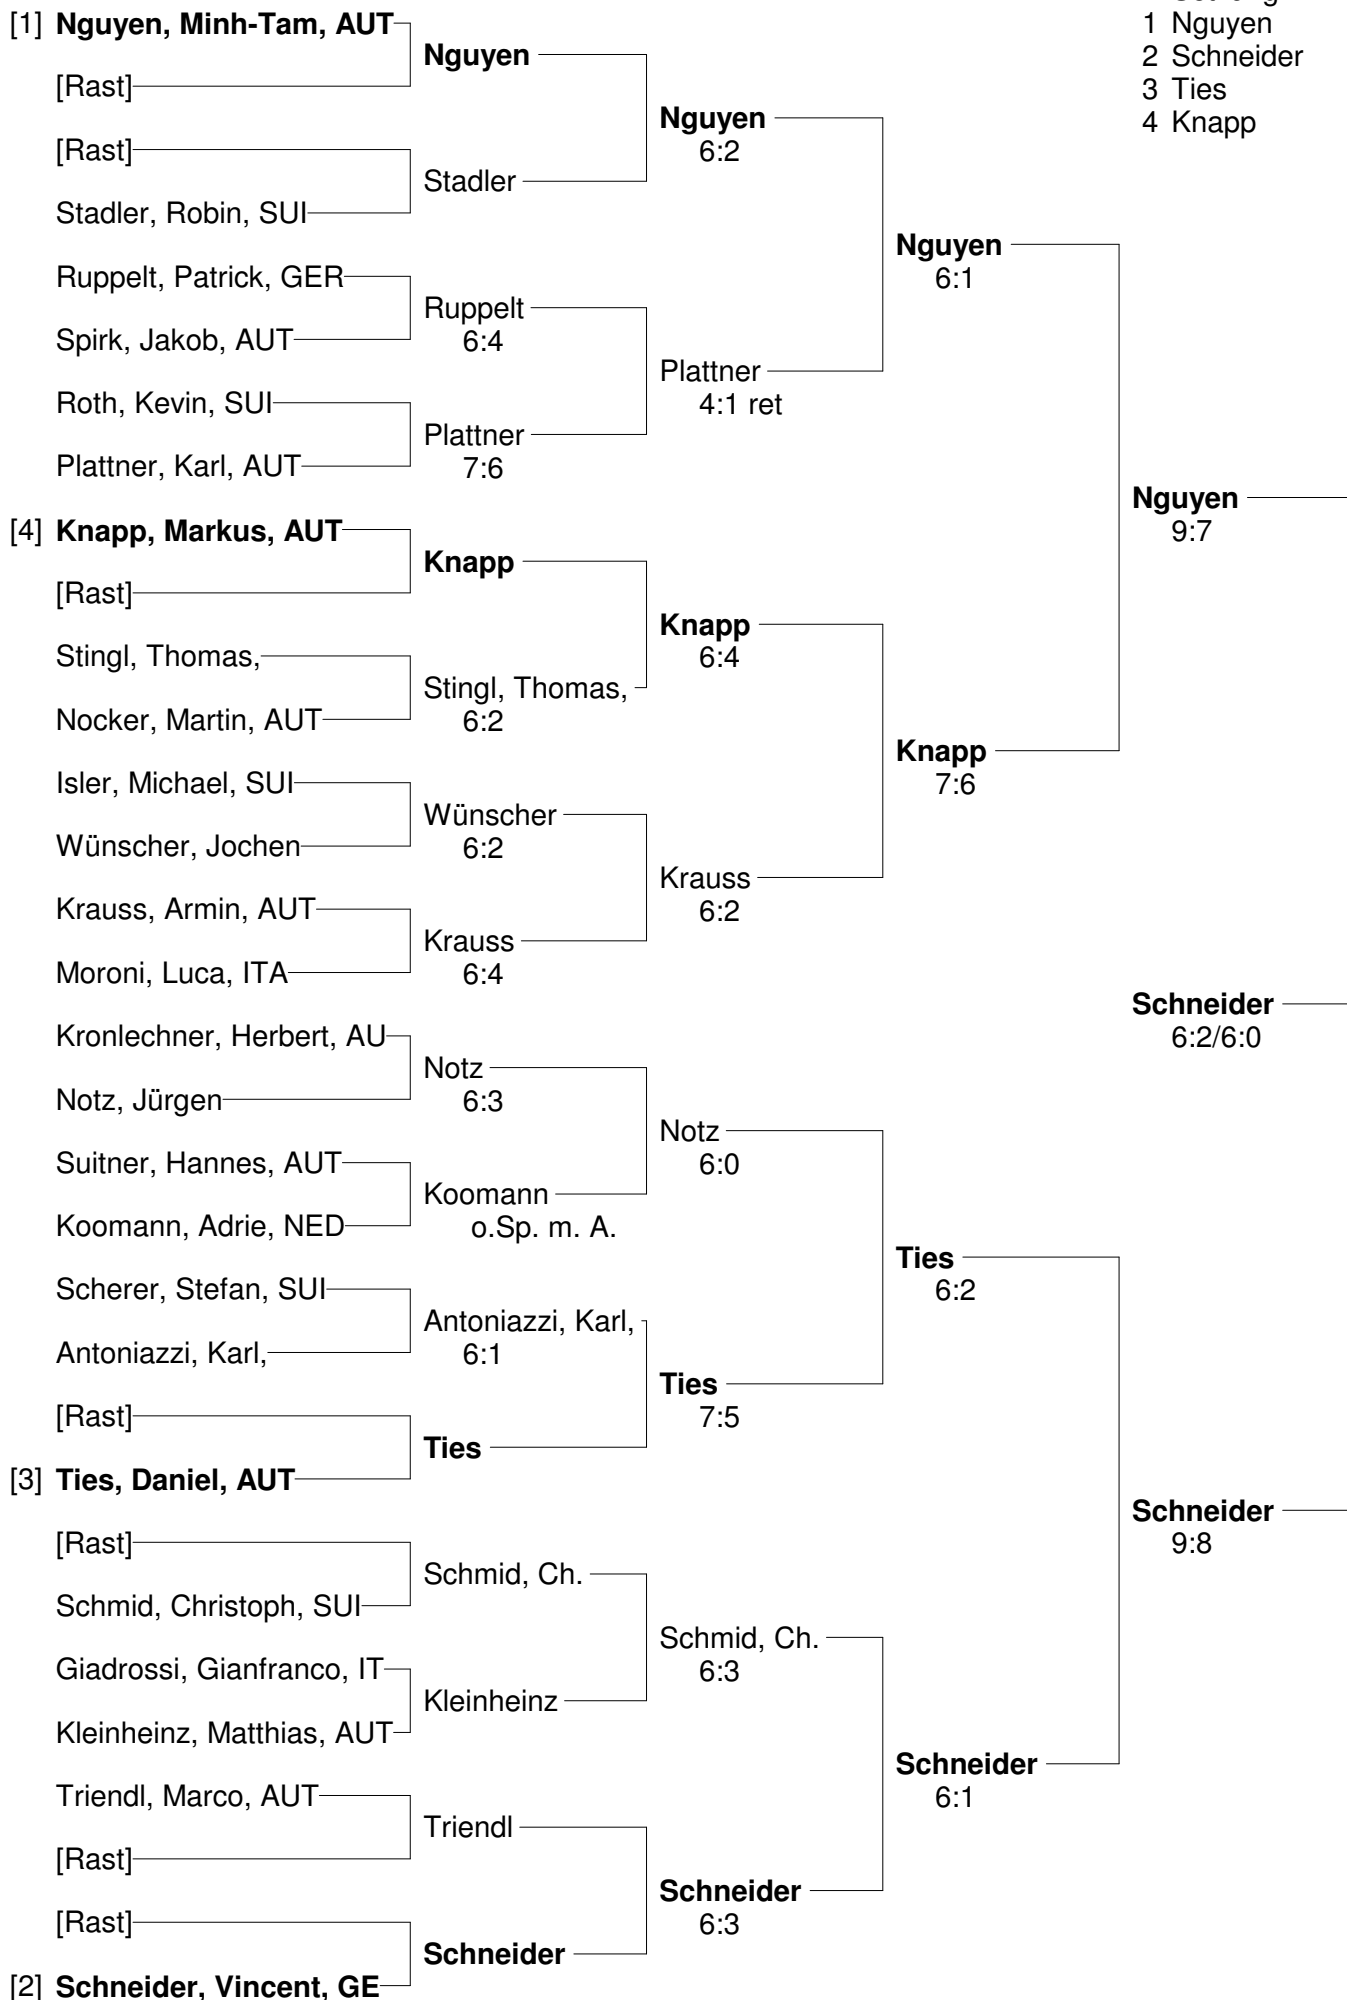 [1] Nguyen, Minh-Tam, AUT
[Rast]
[Rast]
Stadler, Robin, SUI
Ruppelt, Patrick, GER
Spirk, Jakob, AUT
Roth, Kevin, SUI
Plattner, Karl, AUT
[4] Knapp, Markus, AUT
[Rast]
Stingl, Thomas,
Nocker, Martin, AUT
Isler, Michael, SUI
Wünscher, Jochen
Krauss, Armin, AUT
Moroni, Luca, ITA
Kronlechner, Herbert, AU
Notz, Jürgen
Suitner, Hannes, AUT
Koomann, Adrie, NED
Scherer, Stefan, SUI
Antoniazzi, Karl,
[Rast]
[3] Ties, Daniel, AUT
[Rast]
Schmid, Christoph, SUI
Giadrossi, Gianfranco, IT
Kleinheinz, Matthias, AUT
Triendl, Marco, AUT
[Rast]
[Rast]
[2] Schneider, Vincent, GE
Nguyen
Stadler
Ruppelt
6:4
Plattner
7:6
Knapp
Stingl, Thomas,
6:2
Wünscher
6:2
Krauss
6:4
Notz
6:3
Koomann
o.Sp. m. A.
Antoniazzi, Karl,
6:1
Ties
Schmid, Ch.
Kleinheinz
Triendl
Schneider
Nguyen
6:2
Plattner
4:1 ret
Knapp
6:4
Krauss
6:2
Notz
6:0
Ties
7:5
Schmid, Ch.
6:3
Schneider
6:3
Nguyen
6:1
Knapp
7:6
Ties
6:2
Schneider
6:1
Nguyen
9:7
Schneider
9:8
Schneider
6:2/6:0
1 Nguyen
2 Schneider
3 Ties
4 Knapp